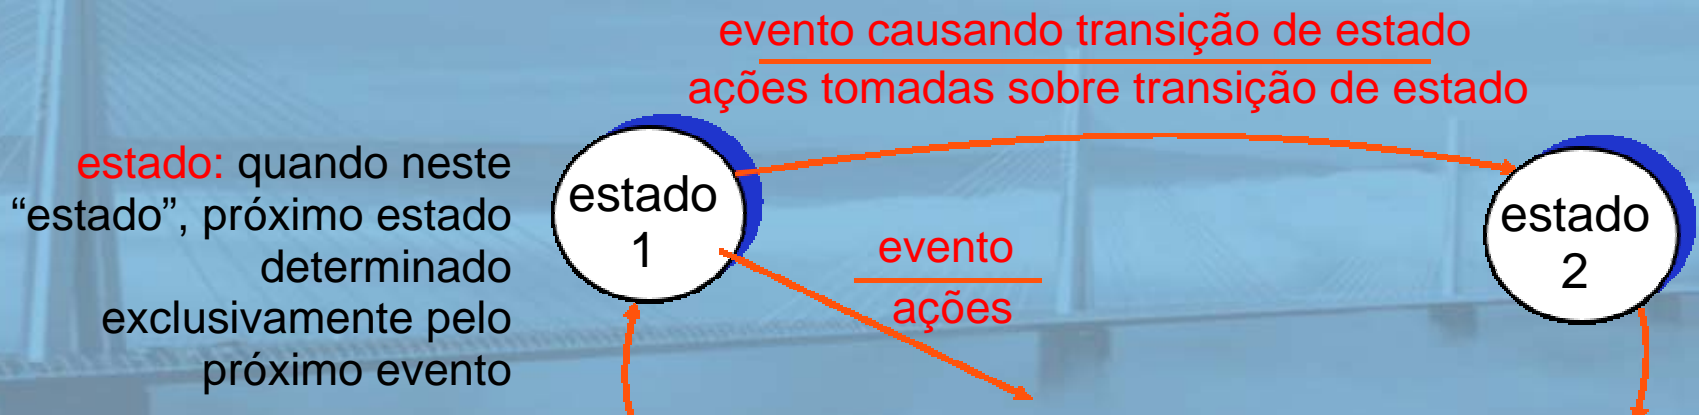 evento causando transição de estado
ações tomadas sobre transição de estado
estado: quando neste
“estado”, próximo estado
determinado
exclusivamente pelo
próximo evento
estado
1
evento
ações
estado
2